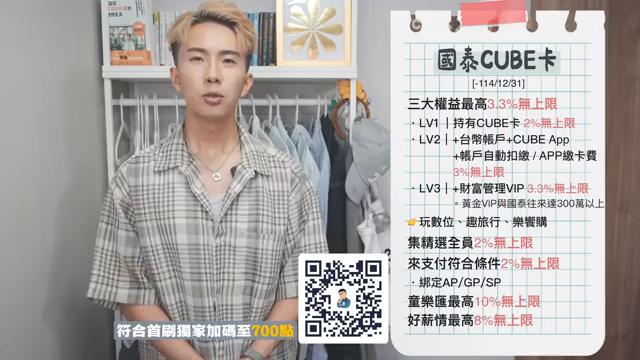 國泰CUBE卡
[-114/12/31]
三大權益最高3.3%無上限
・LV1｜持有CUBE卡 2%無上限
・LV2｜+台幣帳戶+CUBE App
+帳戶自動扣繳 / APP繳卡費
3%無上限
・LV3｜+財富管理VIP 3.3%無上限
。黃金VIP與國泰往來達300萬以上
👉玩數位、趣旅行、樂饗購
集精選全員2%無上限
來支付符合條件2%無上限
・綁定AP/GP/SP
童樂匯最高10%無上限
好薪情最高8%無上限
符合首刷獨家加碼至700點